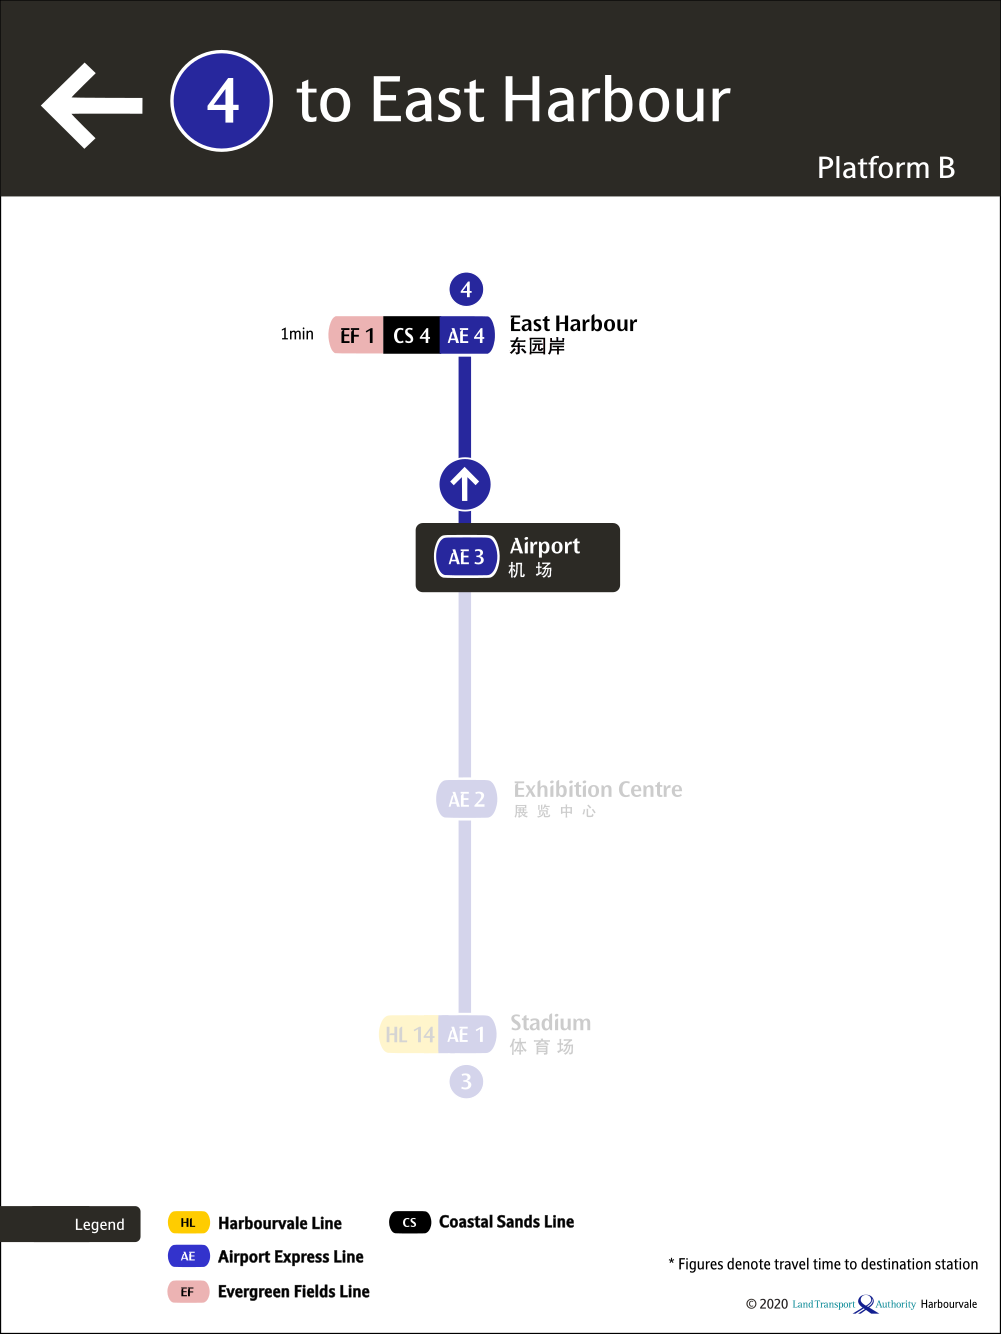 4 to East Harbour
Platform B
4
1min EF 1 CS 4 AE 4 East Harbour
东园岸
AE 3 Airport
机场
AE 2 Exhibition Centre
展览中心
HL 14 AE 1 Stadium
体育场
3
Legend
HL Harbourvale Line
CS Coastal Sands Line
AE Airport Express Line
EF Evergreen Fields Line
* Figures denote travel time to destination station
© 2020 Land Transport Authority Harbourvale